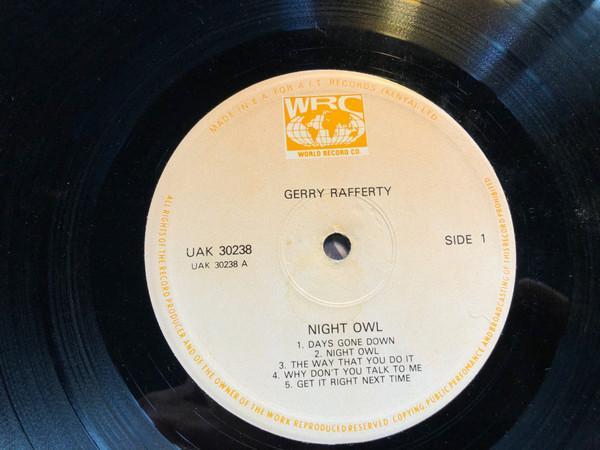 MADE IN E.A. FOR A.I.T. RECORDS (KENYA) LTD.
WRC
WORLD RECORD CO.
GERRY RAFFERTY
UAK 30238
UAK 30238 A
SIDE 1
NIGHT OWL
1. DAYS GONE DOWN
2. NIGHT OWL
3. THE WAY THAT YOU DO IT
4. WHY DON'T YOU TALK TO ME
5. GET IT RIGHT NEXT TIME
ALL RIGHTS OF THE RECORD PRODUCER AND OF THE OWNER OF THE WORK REPRODUCED RESERVED COPYING, PUBLIC PERFOMANCE AND BROADCASTING OF THIS RECORD PROHIBITED